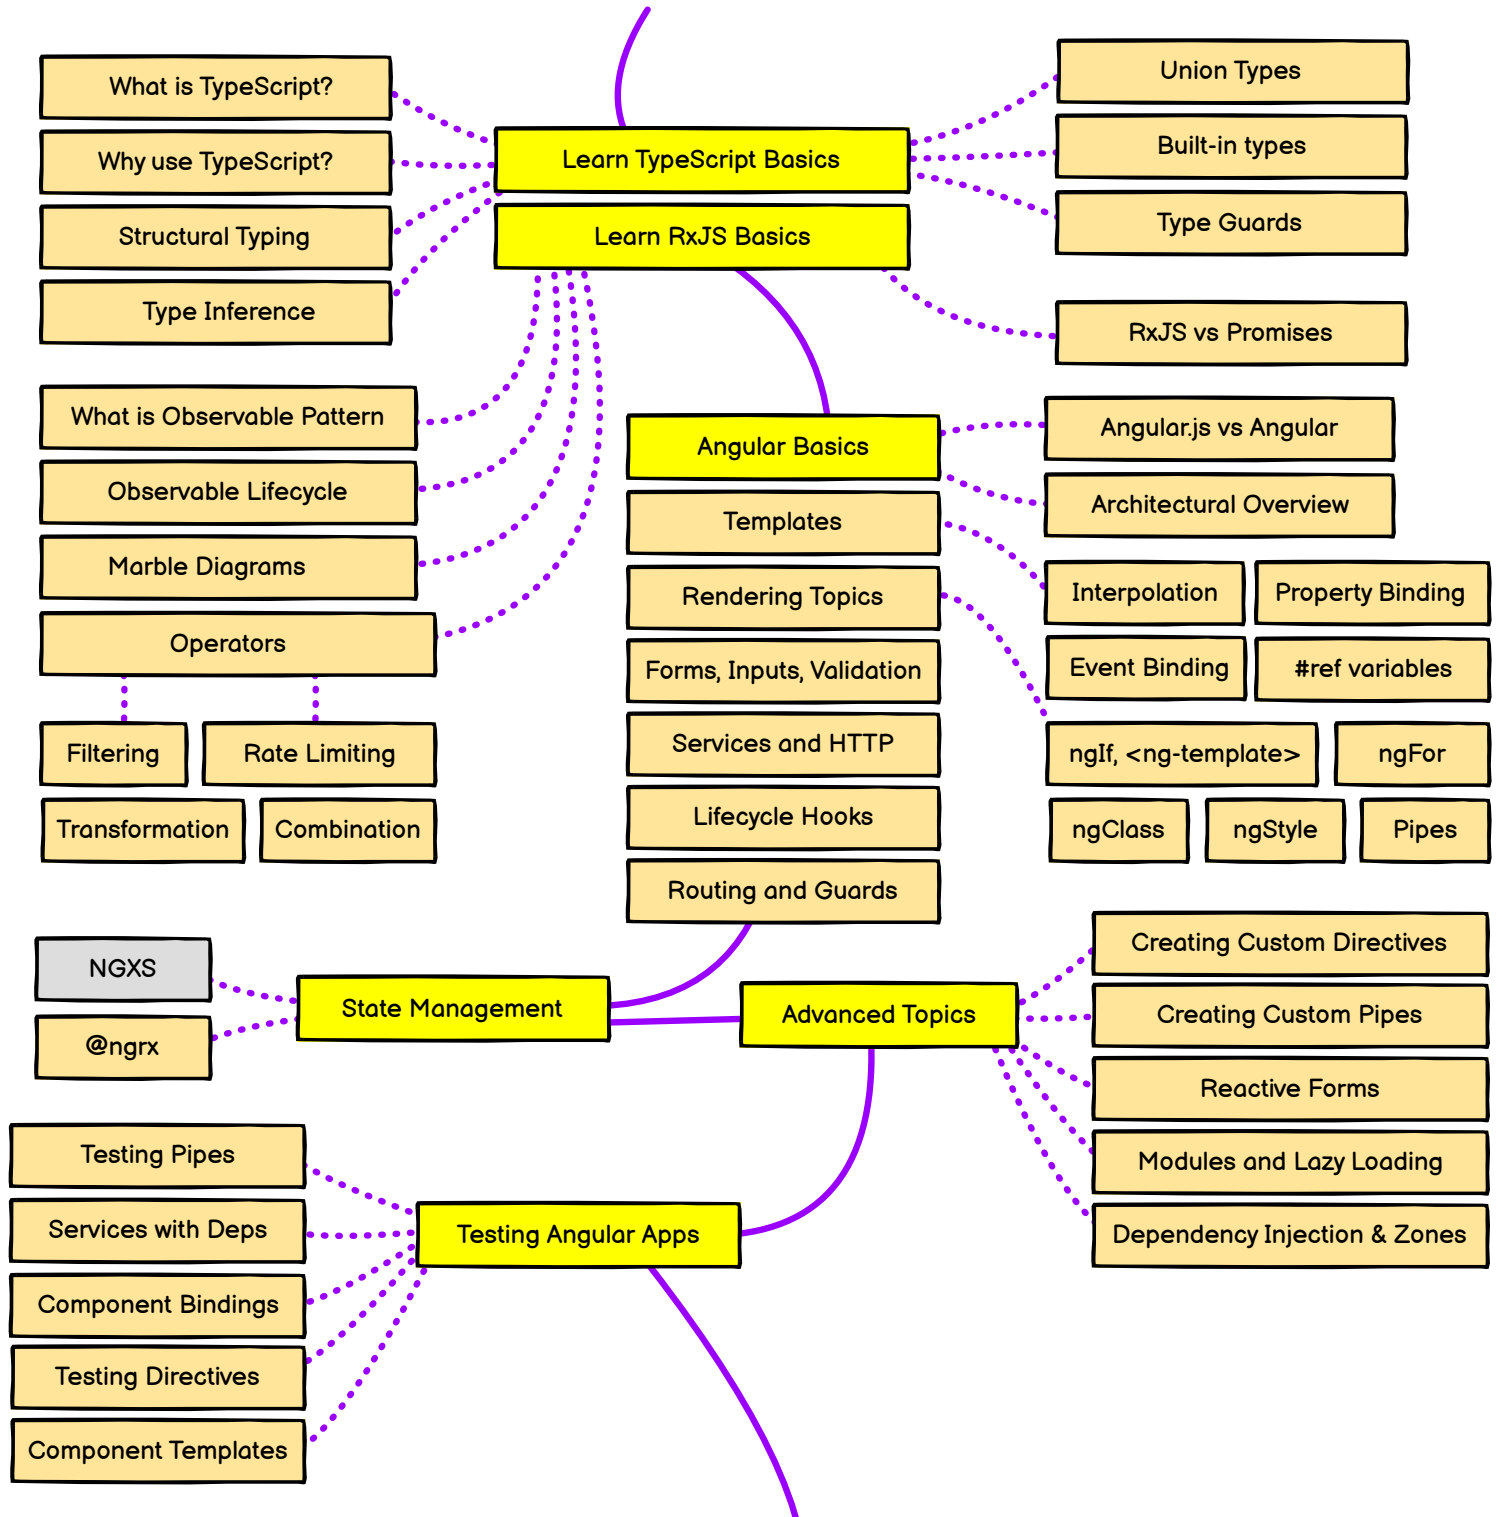 What is TypeScript?
Why use TypeScript?
Structural Typing
Type Inference
Learn TypeScript Basics
Learn RxJS Basics
Union Types
Built-in types
Type Guards
RxJS vs Promises
What is Observable Pattern
Observable Lifecycle
Marble Diagrams
Operators
Filtering
Rate Limiting
Transformation
Combination
Angular Basics
Templates
Rendering Topics
Forms, Inputs, Validation
Services and HTTP
Lifecycle Hooks
Routing and Guards
Angular.js vs Angular
Architectural Overview
Interpolation
Property Binding
Event Binding
#ref variables
ngIf, <ng-template>
ngFor
ngClass
ngStyle
Pipes
NGXS
@ngrx
State Management
Advanced Topics
Creating Custom Directives
Creating Custom Pipes
Reactive Forms
Modules and Lazy Loading
Dependency Injection & Zones
Testing Pipes
Services with Deps
Component Bindings
Testing Directives
Component Templates
Testing Angular Apps